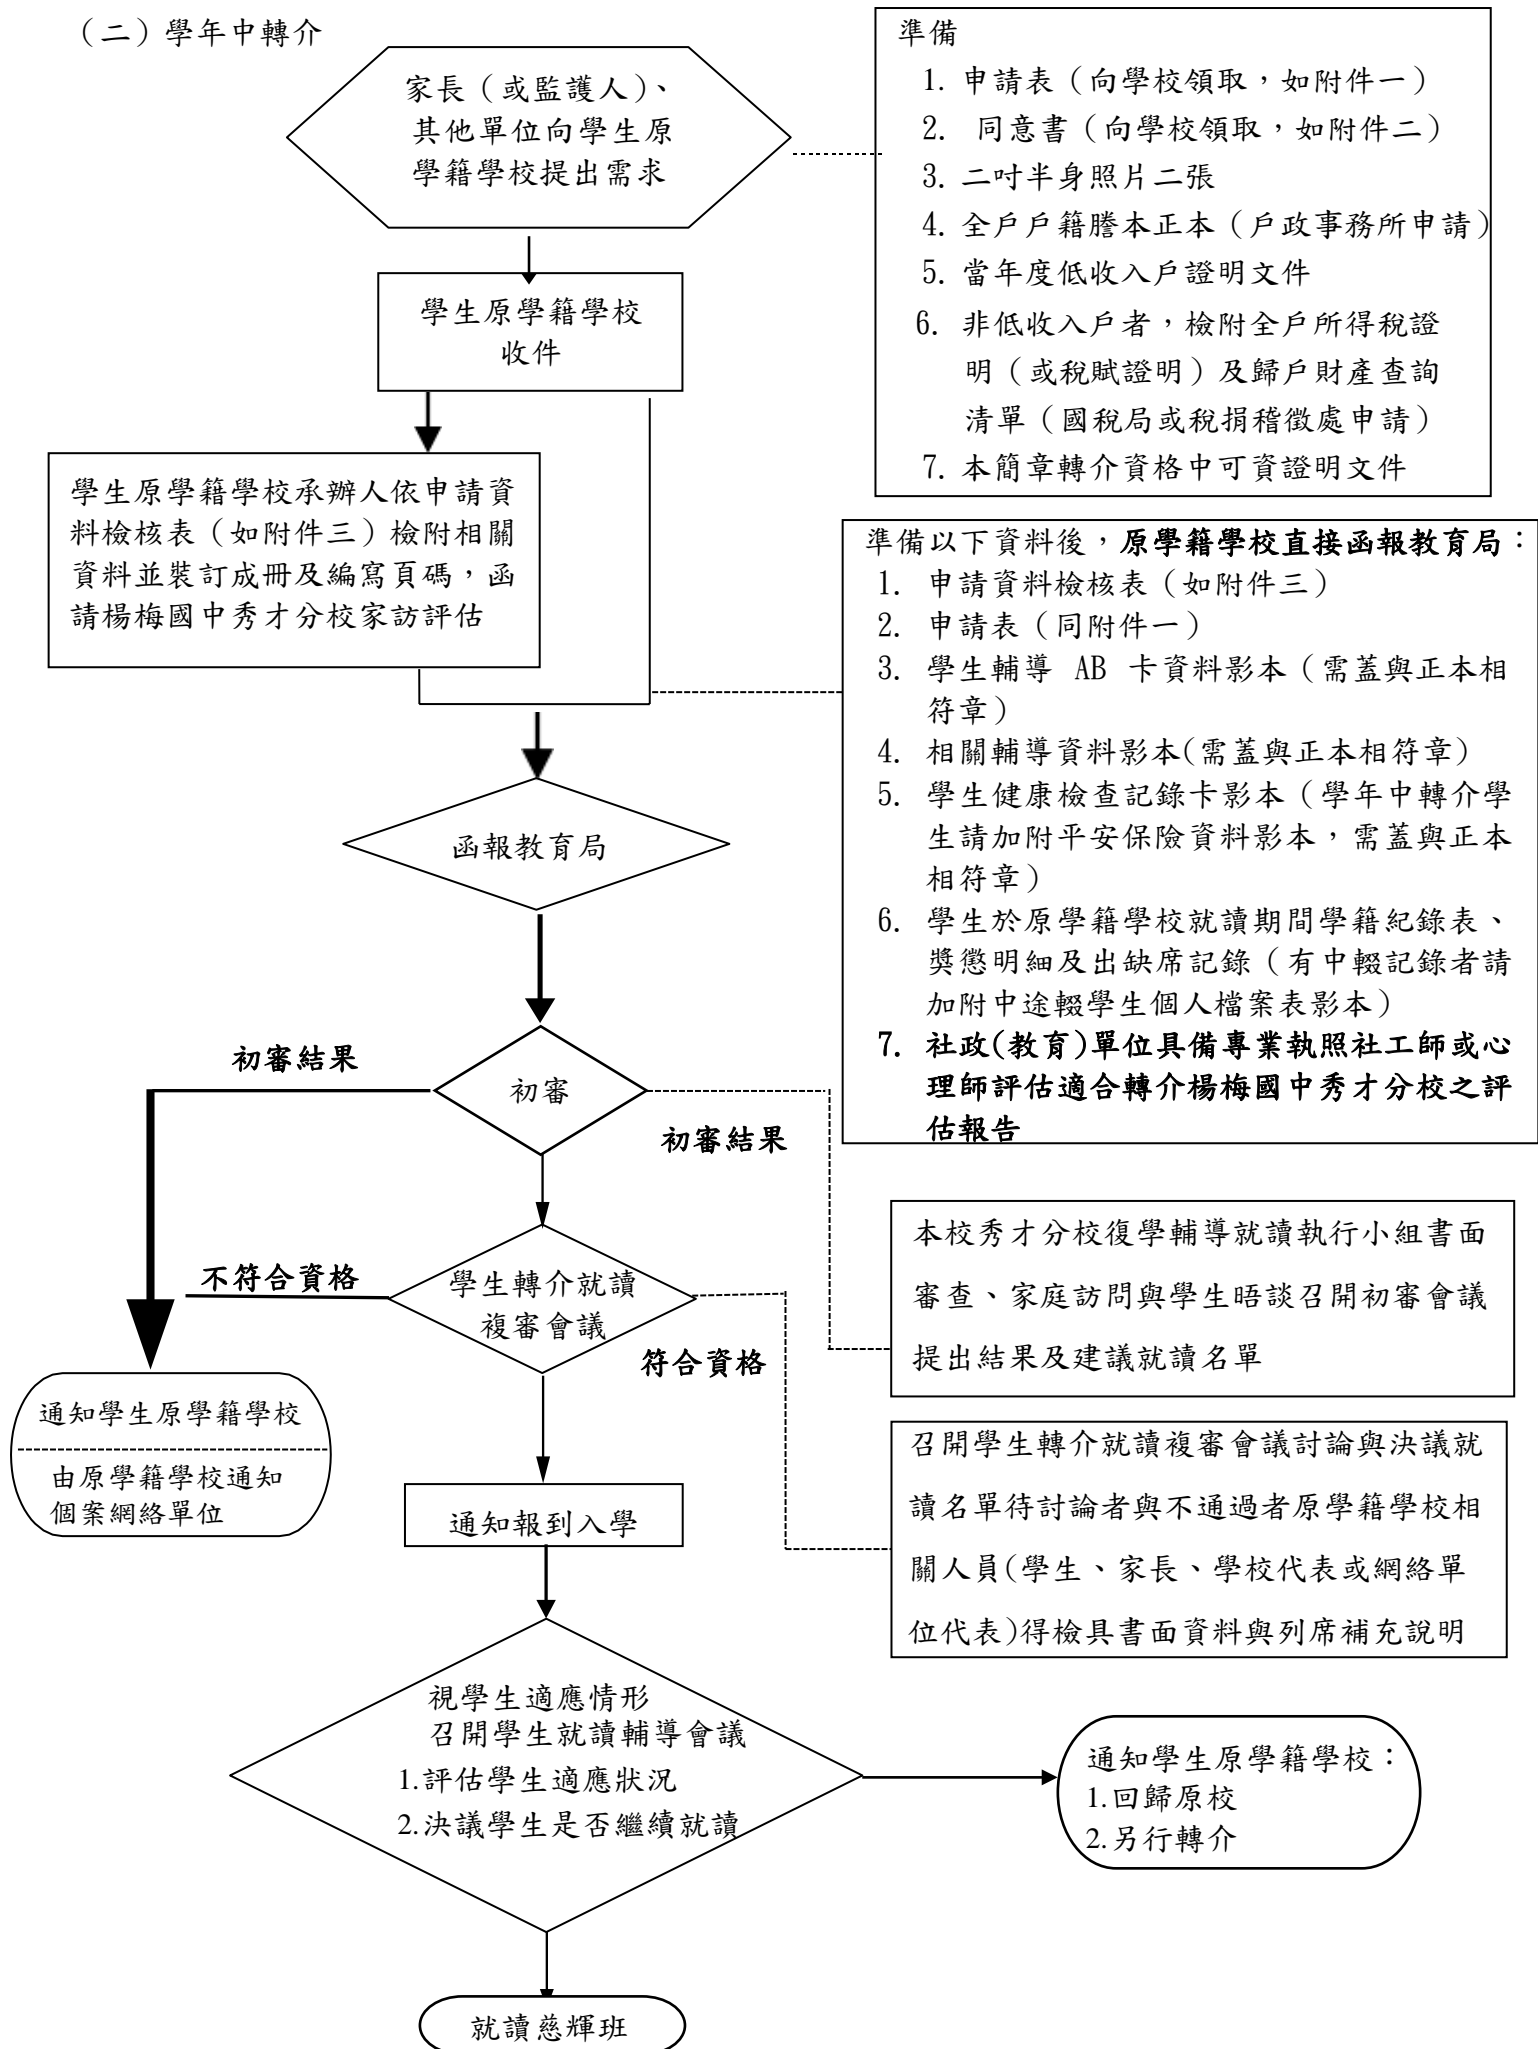 （二）學年中轉介
家長（或監護人）、
其他單位向學生原
學籍學校提出需求
準備
1. 申請表（向學校領取，如附件一）
2. 同意書（向學校領取，如附件二）
3. 二吋半身照片二張
4. 全戶戶籍謄本正本（戶政事務所申請）
5. 當年度低收入戶證明文件
6. 非低收入戶者，檢附全戶所得稅證
明（或稅賦證明）及歸戶財產查詢
清單（國稅局或稅捐稽徵處申請）
7. 本簡章轉介資格中可資證明文件
學生原學籍學校
收件
學生原學籍學校承辦人依申請資
料檢核表（如附件三）檢附相關
資料並裝訂成冊及編寫頁碼，函
請楊梅國中秀才分校家訪評估
準備以下資料後，原學籍學校直接函報教育局：
1. 申請資料檢核表（如附件三）
2. 申請表（同附件一）
3. 學生輔導 AB 卡資料影本（需蓋與正本相
符章）
4. 相關輔導資料影本(需蓋與正本相符章）
5. 學生健康檢查記錄卡影本（學年中轉介學
生請加附平安保險資料影本，需蓋與正本
相符章）
6. 學生於原學籍學校就讀期間學籍紀錄表、
獎懲明細及出缺席記錄（有中輟記錄者請
加附中途輟學生個人檔案表影本）
7. 社政(教育)單位具備專業執照社工師或心
理師評估適合轉介楊梅國中秀才分校之評
估報告
函報教育局
初審結果
初審
初審結果
本校秀才分校復學輔導就讀執行小組書面
審查、家庭訪問與學生晤談召開初審會議
提出結果及建議就讀名單
不符合資格
學生轉介就讀
複審會議
符合資格
通知學生原學籍學校
由原學籍學校通知
個案網絡單位
召開學生轉介就讀複審會議討論與決議就
讀名單待討論者與不通過者原學籍學校相
關人員(學生、家長、學校代表或網絡單
位代表)得檢具書面資料與列席補充說明
通知報到入學
視學生適應情形
召開學生就讀輔導會議
1.評估學生適應狀況
2.決議學生是否繼續就讀
通知學生原學籍學校：
1.回歸原校
2.另行轉介
就讀慈輝班